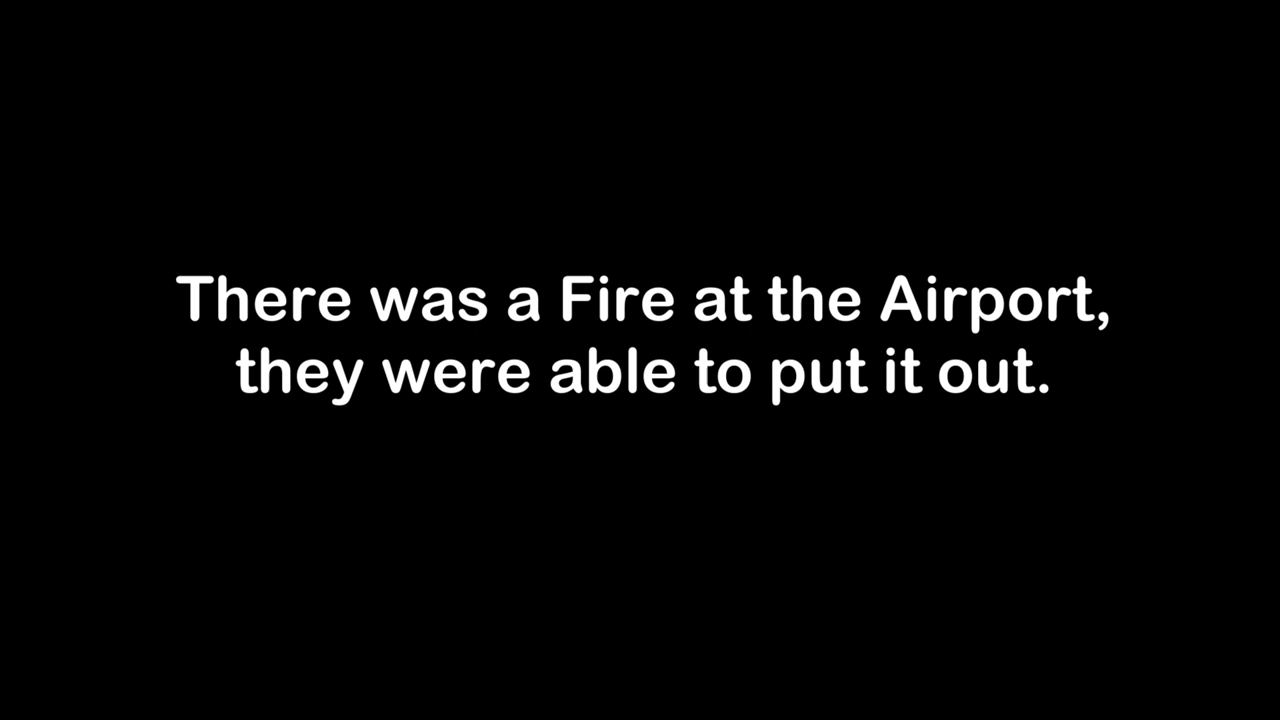 There was a Fire at the Airport,
they were able to put it out.